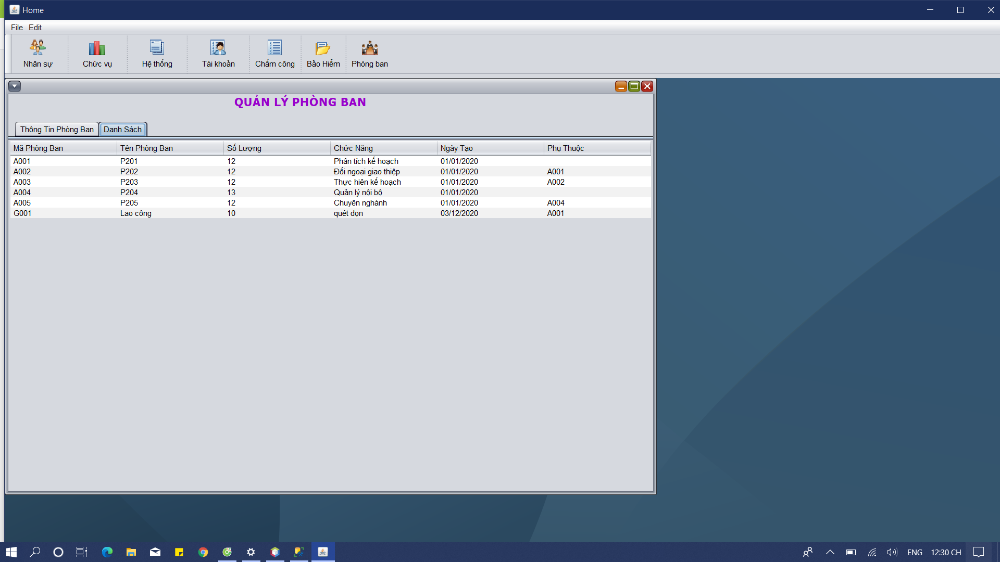 Home
File Edit
Nhân sự Chức vụ Hệ thống Tài khoản Chấm công Bảo Hiểm Phòng ban
QUẢN LÝ PHÒNG BAN
Thông Tin Phòng Ban Danh Sách
Mã Phòng Ban Tên Phòng Ban Số Lượng Chức Năng Ngày Tạo Phụ Thuộc
A001 P201 12 Phân tích kế hoạch 01/01/2020
A002 P202 12 Đối ngoại giao thiệp 01/01/2020 A001
A003 P203 12 Thực hiên kế hoạch 01/01/2020 A002
A004 P204 13 Quản lý nội bộ 01/01/2020
A005 P205 12 Chuyên nghành 01/01/2020 A004
G001 Lao công 10 quét dọn 03/12/2020 A001
ENG 12:30 CH